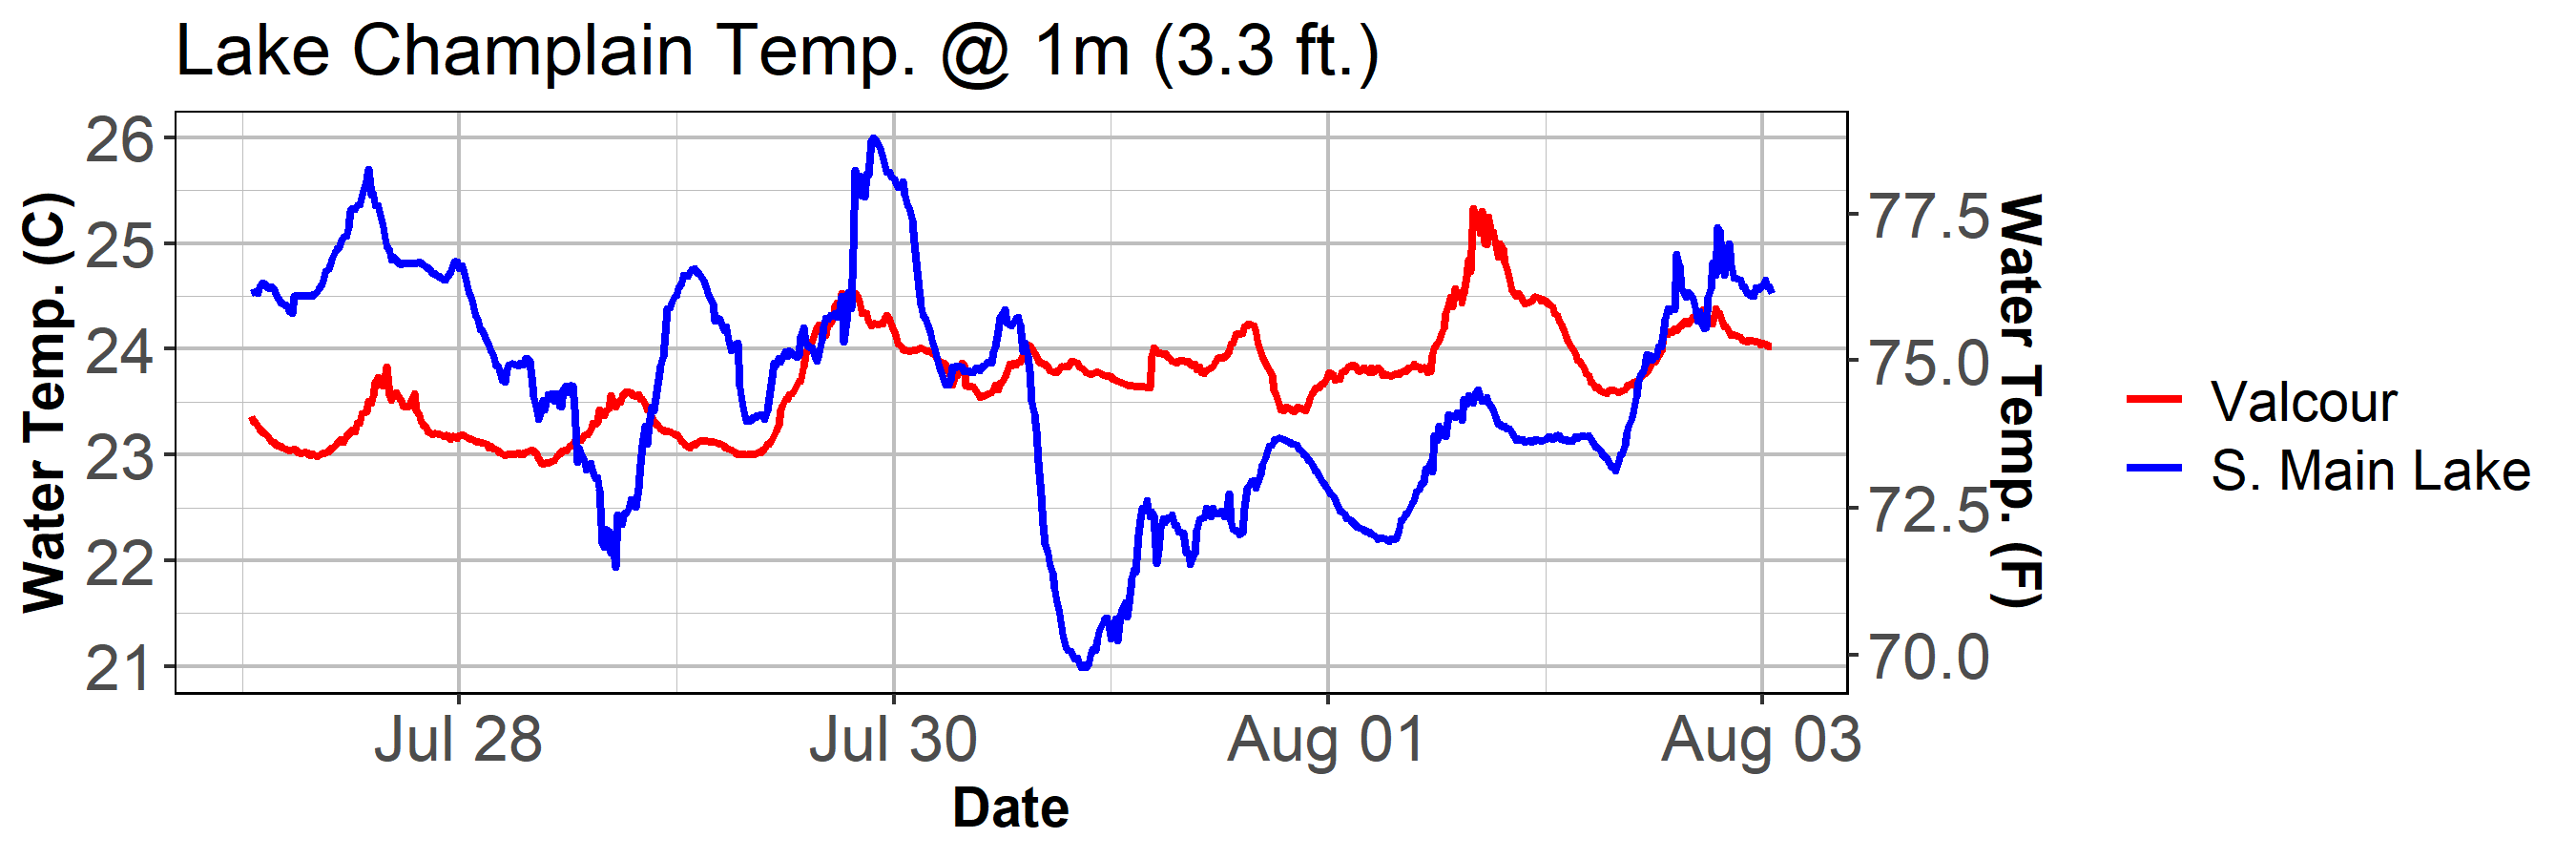 Lake Champlain Temp. @ 1m (3.3 ft.)
Water Temp. (C)
26
25
24
23
22
21
77.5
75.0
72.5
70.0
Water Temp. (F)
Jul 28
Jul 30
Aug 01
Aug 03
Date
Valcour
S. Main Lake